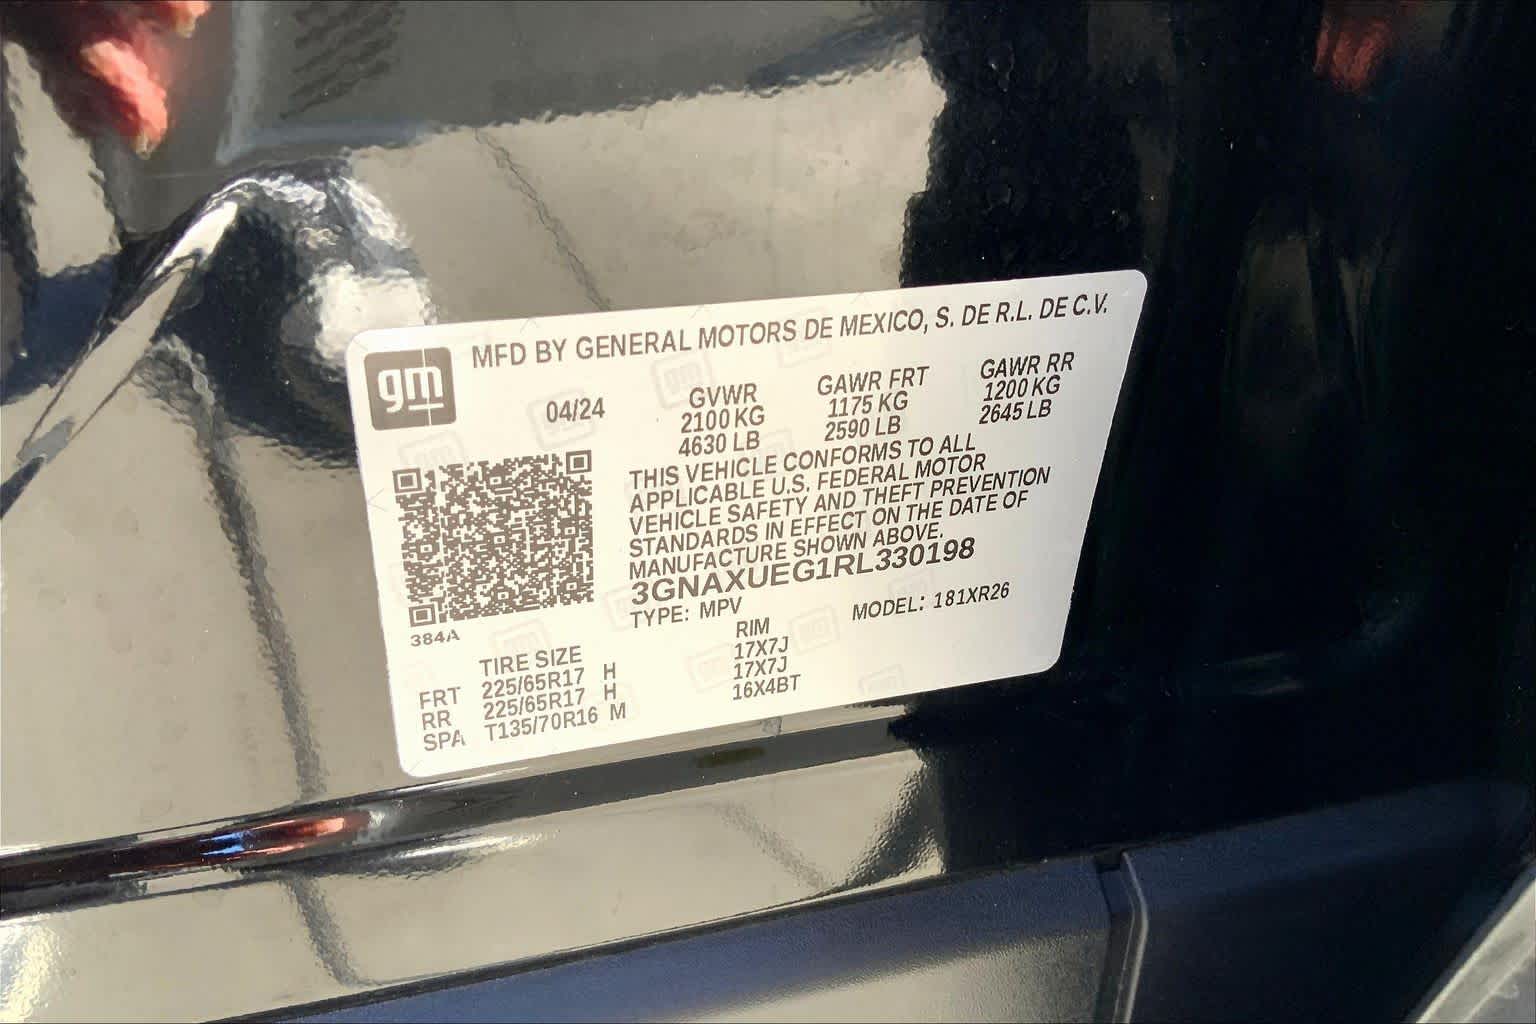 gm
MFD BY GENERAL MOTORS DE MEXICO, S. DE R.L. DE C.V.
04/24
GVWR GAWR FRT GAWR RR
2100 KG 1175 KG 1200 KG
4630 LB 2590 LB 2645 LB
THIS VEHICLE CONFORMS TO ALL
APPLICABLE U.S. FEDERAL MOTOR
VEHICLE SAFETY AND THEFT PREVENTION
STANDARDS IN EFFECT ON THE DATE OF
MANUFACTURE SHOWN ABOVE.
3GNAXUEG1RL330198
TYPE: MPV MODEL: 181XR26
384A
TIRE SIZE RIM
FRT 225/65R17 H 17X7J
RR 225/65R17 H 17X7J
SPA T135/70R16 M 16X4BT